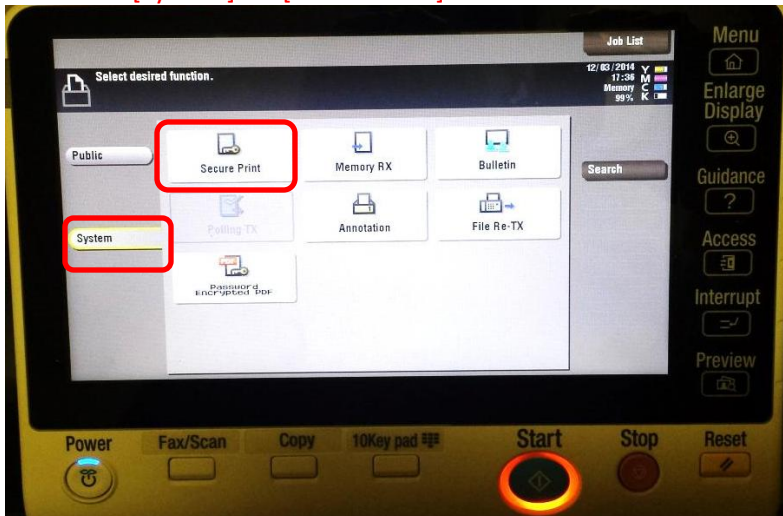 Job List
Select desired function.
12/03/2014
17:36
Memory
99%
Y
M
C
K
Public
Secure Print
Memory RX
Bulletin
Search
System
Polling TX
Annotation
File Re-TX
Password
Encrypted PDF
Menu
Enlarge
Display
Guidance
?
Access
Interrupt
Preview
Power
Fax/Scan
Copy
10Key pad
Start
Stop
Reset